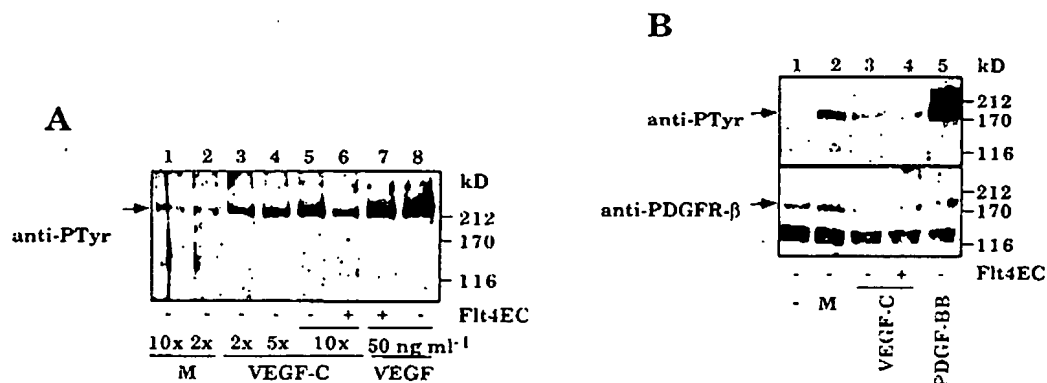 A
1 2 3 4 5 6 7 8
kD
anti-PTyr
212
170
116
- - - - - + + - Flt4EC
10x 2x 2x 5x 10x 50 ng ml-1
M VEGF-C VEGF
B
1 2 3 4 5 kD
anti-PTyr
212
170
116
anti-PDGFR-β
212
170
116
- - - + - Flt4EC
- M VEGF-C PDGF-BB